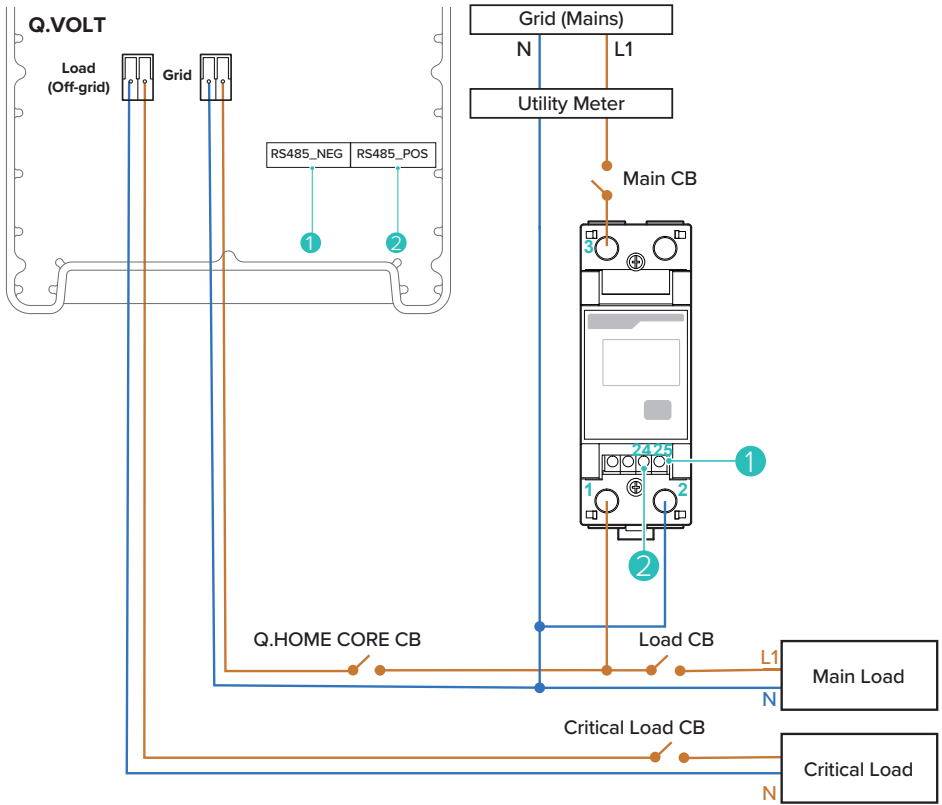 Q.VOLT
Load
(Off-grid)
Grid
RS485_NEG
RS485_POS
1
2
Grid (Mains)
N
L1
Utility Meter
Main CB
3
24
25
1
1
2
2
Q.HOME CORE CB
Load CB
L1
Main Load
N
Critical Load CB
Critical Load
N